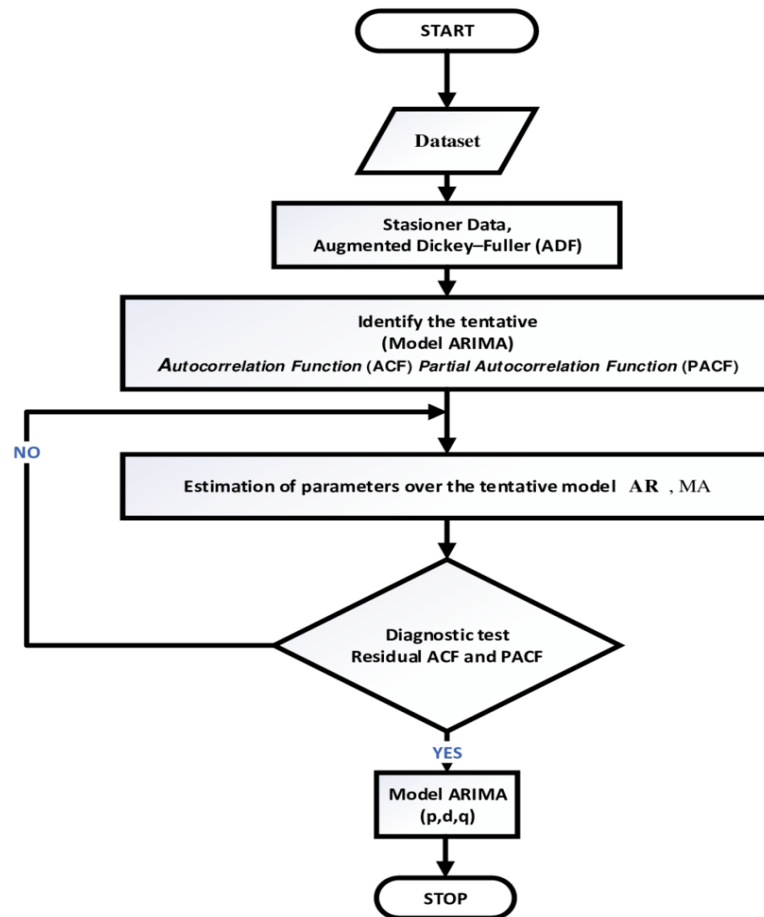 START
Dataset
Stasioner Data,
Augmented Dickey–Fuller (ADF)
Identify the tentative
(Model ARIMA)
Autocorrelation Function (ACF) Partial Autocorrelation Function (PACF)
NO
Estimation of parameters over the tentative model AR , MA
Diagnostic test
Residual ACF and PACF
YES
Model ARIMA
(p,d,q)
STOP